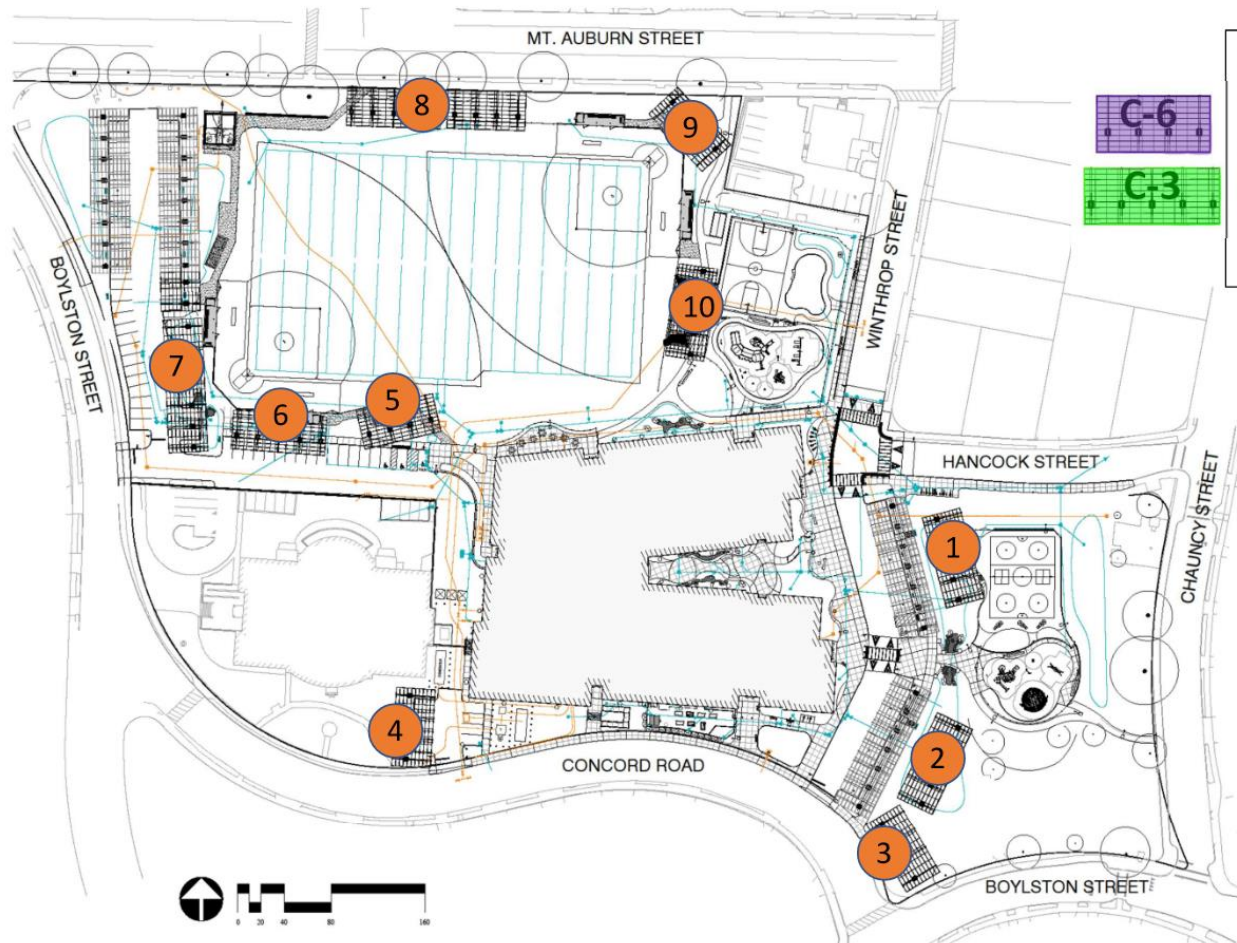 MT. AUBURN STREET
8
9
C-6
C-3
BOYLSTON STREET
WINTHROP STREET
10
7
6
5
HANCOCK STREET
CHAUNCY STREET
1
4
2
CONCORD ROAD
3
BOYLSTON STREET
0 20 40 80 160